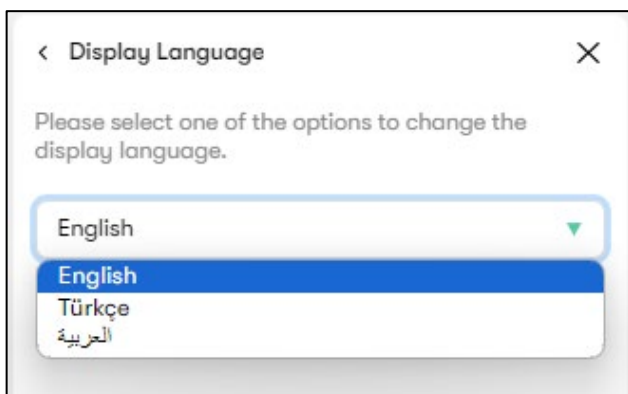 Display Language
Please select one of the options to change the
display language.
English
English
Türkçe
العربية